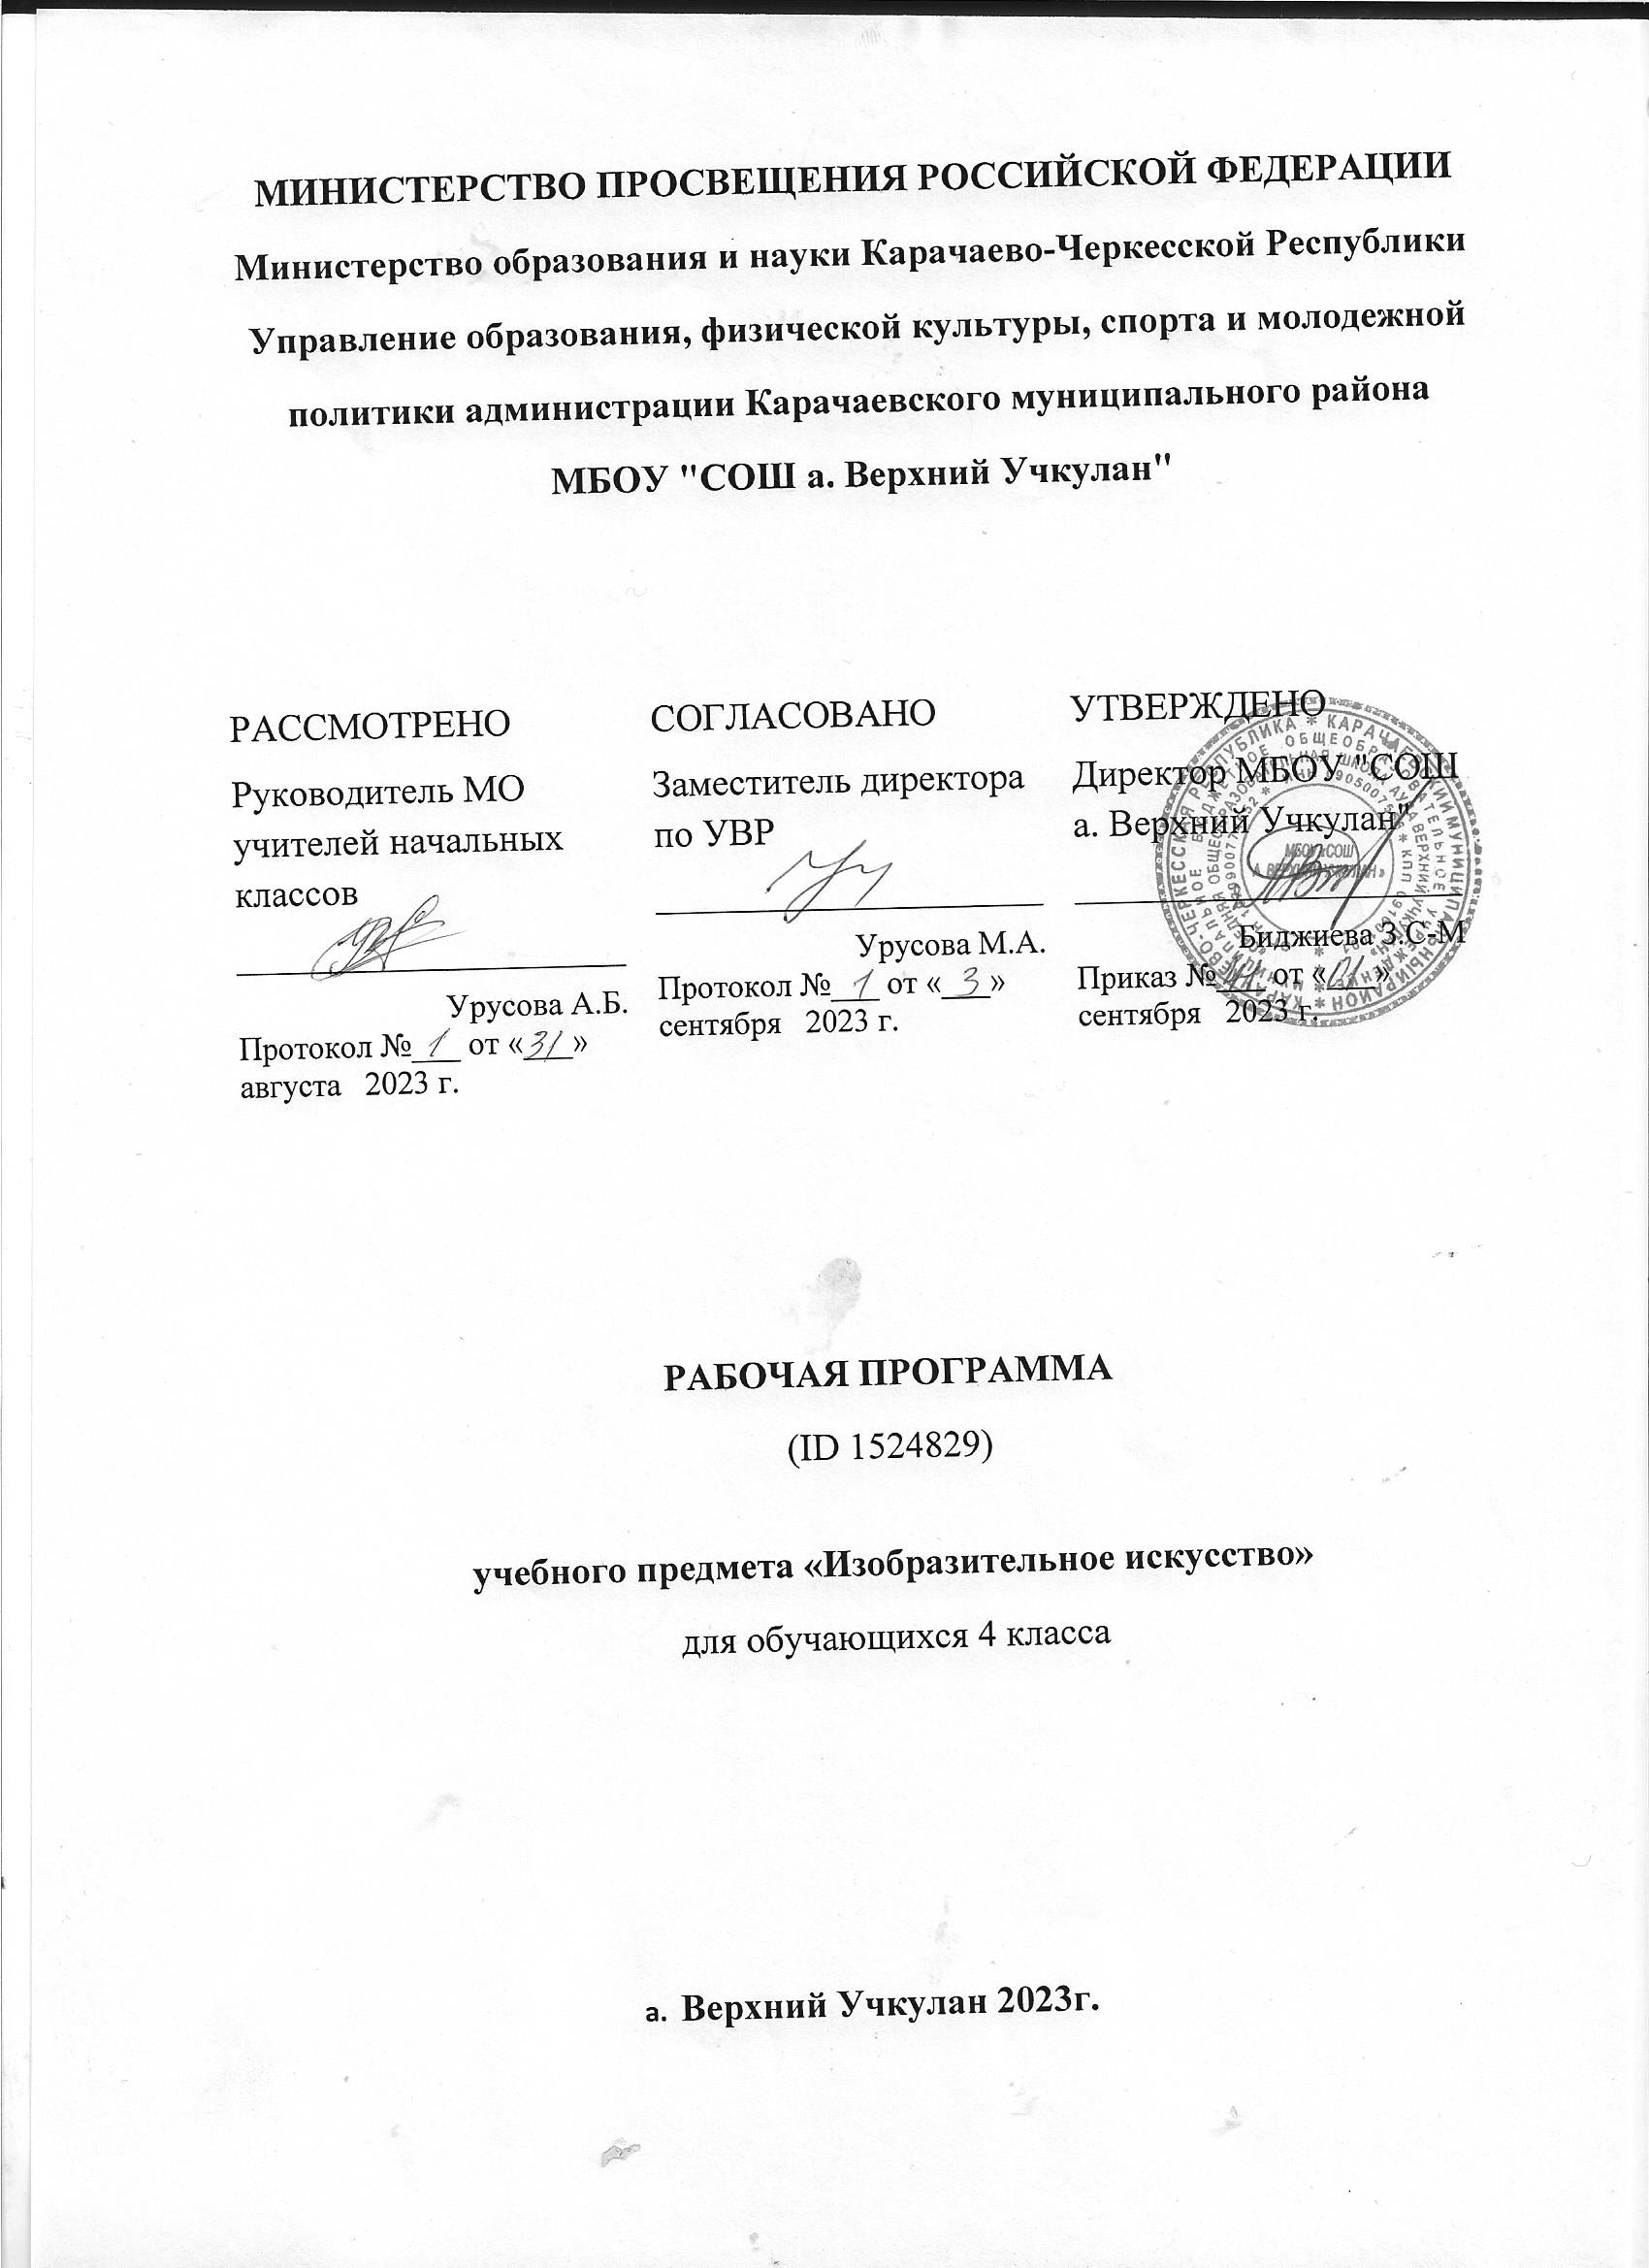 МИНИСТЕРСТВО ПРОСВЕЩЕНИЯ РОССИЙСКОЙ ФЕДЕРАЦИИ
Министерство образования и науки Карачаево-Черкесской Республики
Управление образования, физической культуры, спорта и молодежной
политики администрации Карачаевского муниципального района
МБОУ "СОШ а. Верхний Учкулан"
РАССМОТРЕНО
Руководитель МО
учителей начальных
классов
Урусова А.Б.
Протокол № 1 от «31»
августа 2023 г.
СОГЛАСОВАНО
Заместитель директора
по УВР
Урусова М.А.
Протокол № 1 от «3»
сентября 2023 г.
УТВЕРЖДЕНО
Директор МБОУ "СОШ
а. Верхний Учкулан"
Биджиева З.С-М
Приказ № от «01»
сентября 2023 г.
РАБОЧАЯ ПРОГРАММА
(ID 1524829)
учебного предмета «Изобразительное искусство»
для обучающихся 4 класса
а. Верхний Учкулан 2023г.